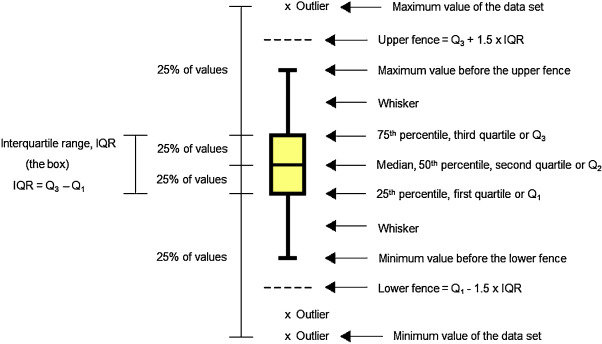 x Outlier
Maximum value of the data set
Upper fence = Q3 + 1.5 x IQR
25% of values
Maximum value before the upper fence
Whisker
Interquartile range, IQR
(the box)
IQR = Q3 – Q1
25% of values
75th percentile, third quartile or Q3
Median, 50th percentile, second quartile or Q2
25% of values
25th percentile, first quartile or Q1
Whisker
25% of values
Minimum value before the lower fence
Lower fence = Q1 - 1.5 x IQR
x Outlier
x Outlier
Minimum value of the data set